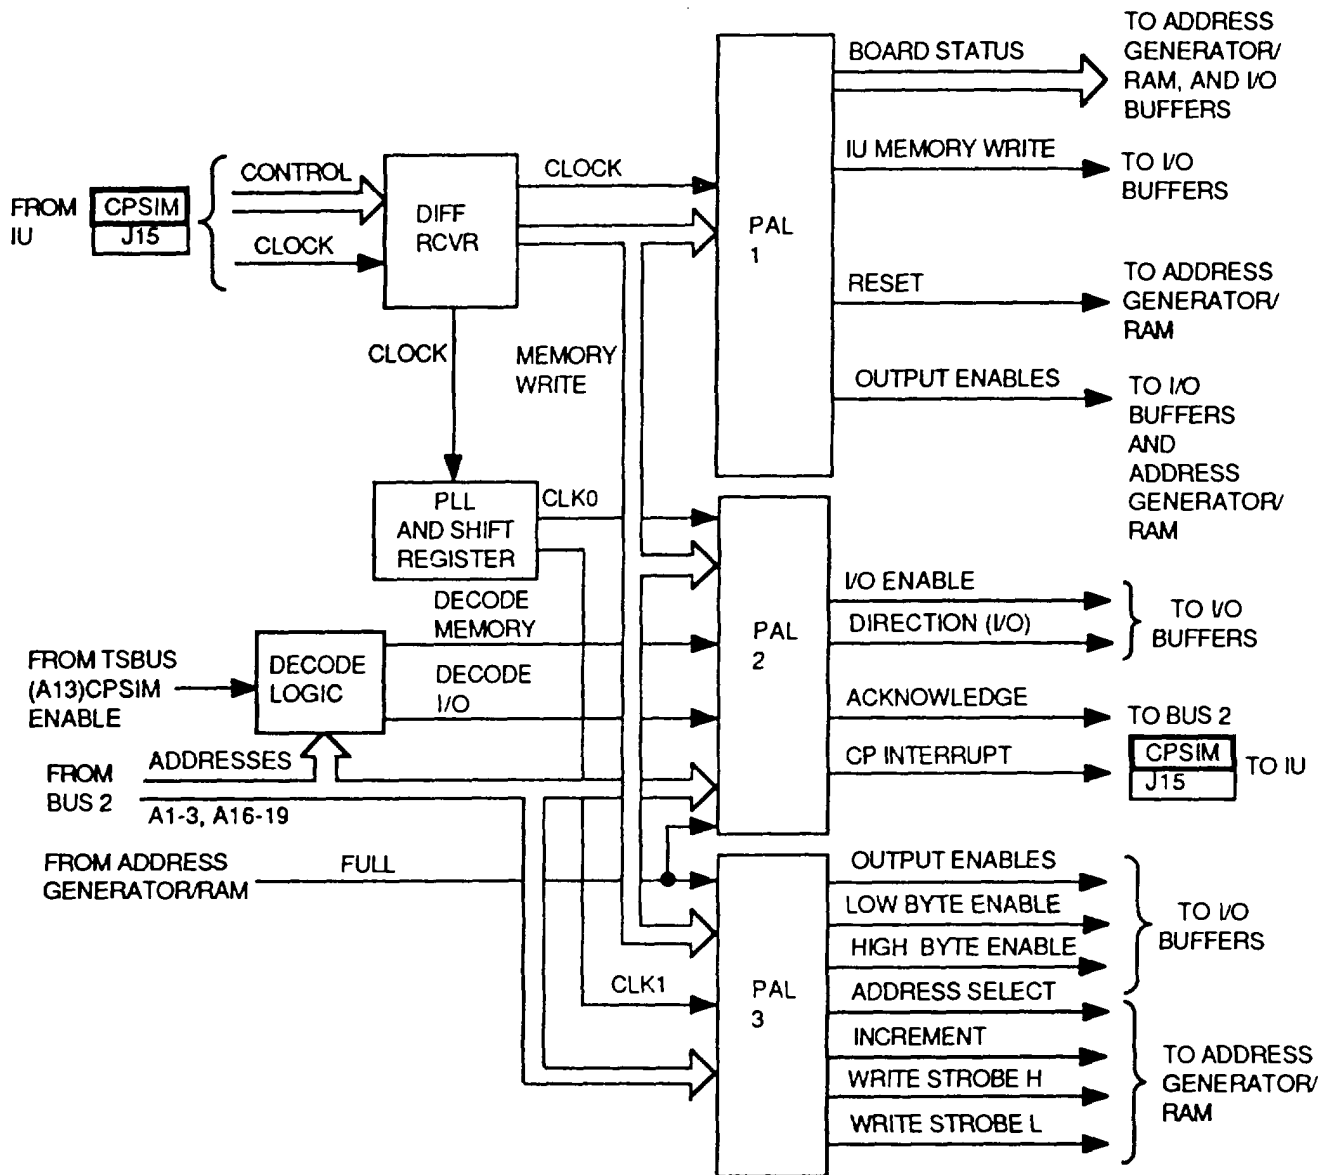 TO ADDRESS
GENERATOR/
RAM, AND I/O
BUFFERS
BOARD STATUS
IU MEMORY WRITE
TO I/O
BUFFERS
CONTROL
CLOCK
FROM
IU
CPSIM
J15
DIFF
RCVR
CLOCK
PAL
1
RESET
TO ADDRESS
GENERATOR/
RAM
CLOCK
MEMORY
WRITE
OUTPUT ENABLES
TO I/O
BUFFERS
AND
ADDRESS
GENERATOR/
RAM
PLL
AND SHIFT
REGISTER
CLK0
I/O ENABLE
DIRECTION (I/O)
TO I/O
BUFFERS
DECODE
MEMORY
PAL
2
FROM TSBUS
(A13)CPSIM
ENABLE
DECODE
LOGIC
DECODE
I/O
ACKNOWLEDGE
TO BUS 2
CP INTERRUPT
CPSIM
J15
TO IU
FROM
BUS 2
ADDRESSES
A1-3, A16-19
FROM ADDRESS
GENERATOR/RAM
FULL
OUTPUT ENABLES
LOW BYTE ENABLE
HIGH BYTE ENABLE
TO I/O
BUFFERS
CLK1
PAL
3
ADDRESS SELECT
INCREMENT
WRITE STROBE H
WRITE STROBE L
TO ADDRESS
GENERATOR/
RAM